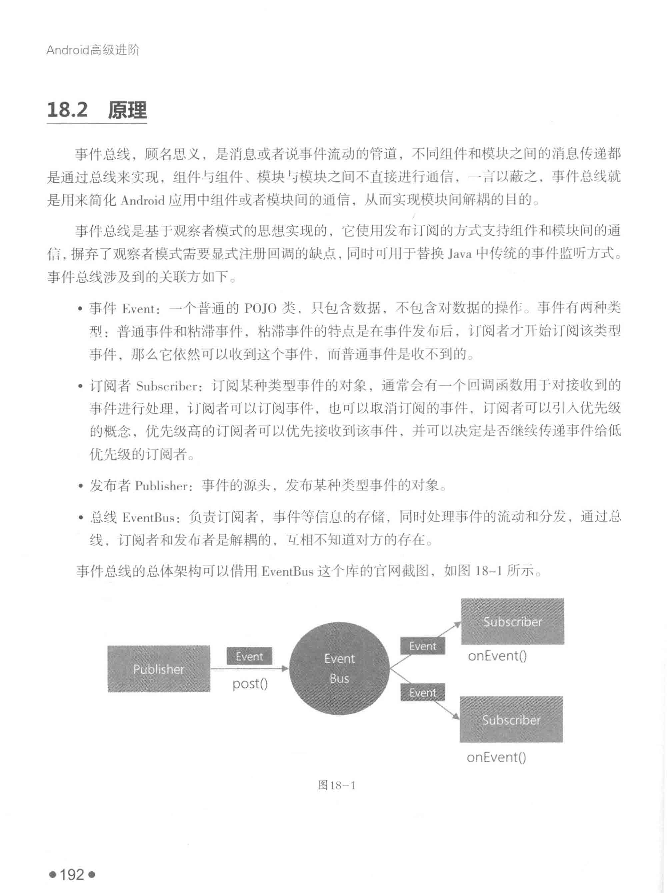 Android高级进阶
18.2 原理
事件总线，顾名思义，是消息或者说事件流动的管道，不同组件和模块之间的消息传递都
是通过总线来实现，组件与组件、模块与模块之间不直接进行通信，一言以蔽之，事件总线就
是用来简化 Android 应用中组件或者模块间的通信，从而实现模块间解耦的目的。
事件总线是基于观察者模式的思想实现的，它使用发布订阅的方式支持组件和模块间的通
信，摒弃了观察者模式需要显式注册回调的缺点，同时可用于替换 Java 中传统的事件监听方式。
事件总线涉及到的关联方如下。
• 事件 Event：一个普通的 POJO 类，只包含数据，不包含对数据的操作。事件有两种类
型：普通事件和粘滞事件，粘滞事件的特点是在事件发布后，订阅者才开始订阅该类型
事件，那么它依然可以收到这个事件，而普通事件是收不到的。
• 订阅者 Subscriber：订阅某种类型事件的对象，通常会有一个回调函数用于对接收到的
事件进行处理，订阅者可以订阅事件，也可以取消订阅的事件，订阅者可以引入优先级
的概念，优先级高的订阅者可以优先接收到该事件，并可以决定是否继续传递事件给低
优先级的订阅者。
• 发布者 Publisher：事件的源头，发布某种类型事件的对象。
• 总线 EventBus：负责订阅者，事件等信息的存储，同时处理事件的流动和分发，通过总
线，订阅者和发布者是解耦的，互相不知道对方的存在。
事件总线的总体架构可以借用 EventBus 这个库的官网截图，如图 18-1 所示。
Publisher
Event
post()
Event
Bus
Event
Subscriber
onEvent()
Event
Subscriber
onEvent()
图18-1
●192●